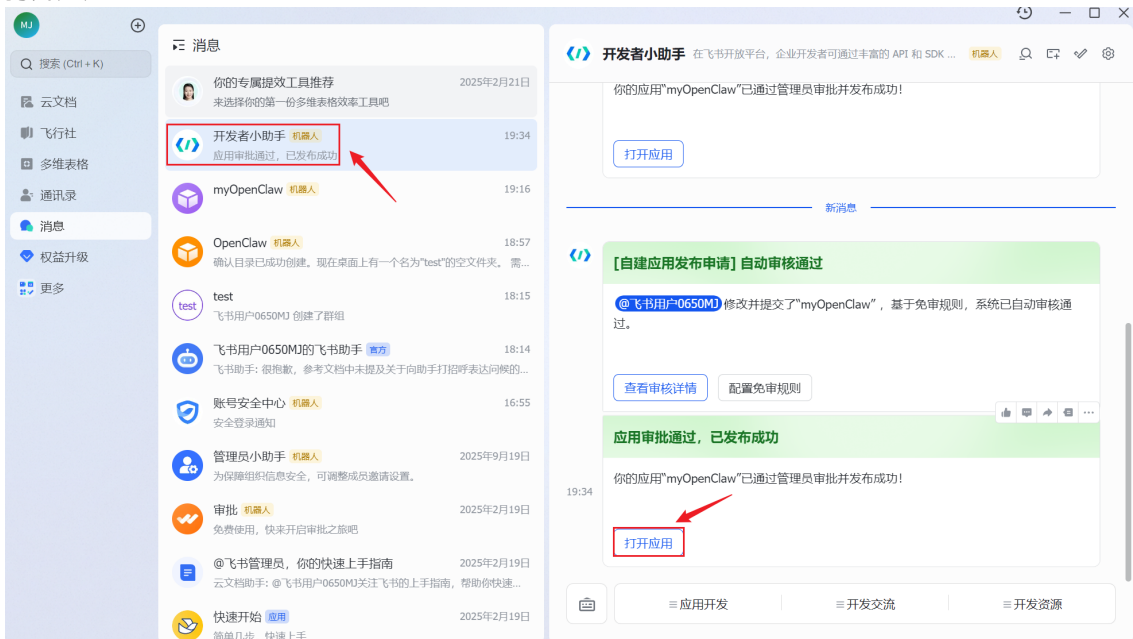 MJ
搜索 (Ctrl + K)
云文档
飞行社
多维表格
通讯录
消息
权益升级
更多
消息
你的专属提效工具推荐
2025年2月21日
来选择你的第一份多维表格效率工具吧
开发者小助手 机器人
19:34
应用审批通过，已发布成功
myOpenClaw 机器人
19:16
OpenClaw 机器人
18:57
确认目录已成功创建。现在桌面上有一个名为"test"的空文件夹。 需...
test
test
18:15
飞书用户0650MJ 创建了群组
飞书用户0650MJ的飞书助手 官方
18:14
飞书助手: 很抱歉，参考文档中未提及关于向助手打招呼表达问候的...
账号安全中心 机器人
16:55
安全登录通知
管理员小助手 机器人
2025年9月19日
为保障组织信息安全，可调整成员邀请设置。
审批 机器人
2025年2月19日
免费使用，快来开启审批之旅吧
@飞书管理员，你的快速上手指南
2025年2月19日
云文档助手: @飞书用户0650MJ关注飞书的上手指南，帮助你快速...
快速开始 应用
2025年2月19日
简单几步，快速上手
开发者小助手 在飞书开放平台，企业开发者可通过丰富的 API 和 SDK ... 机器人
你的应用"myOpenClaw"已通过管理员审批并发布成功！
打开应用
新消息
[自建应用发布申请] 自动审核通过
@飞书用户0650MJ 修改并提交了"myOpenClaw"，基于免审规则，系统已自动审核通
过。
查看审核详情 配置免审规则
应用审批通过，已发布成功
你的应用"myOpenClaw"已通过管理员审批并发布成功！
19:34
打开应用
应用开发
开发交流
开发资源